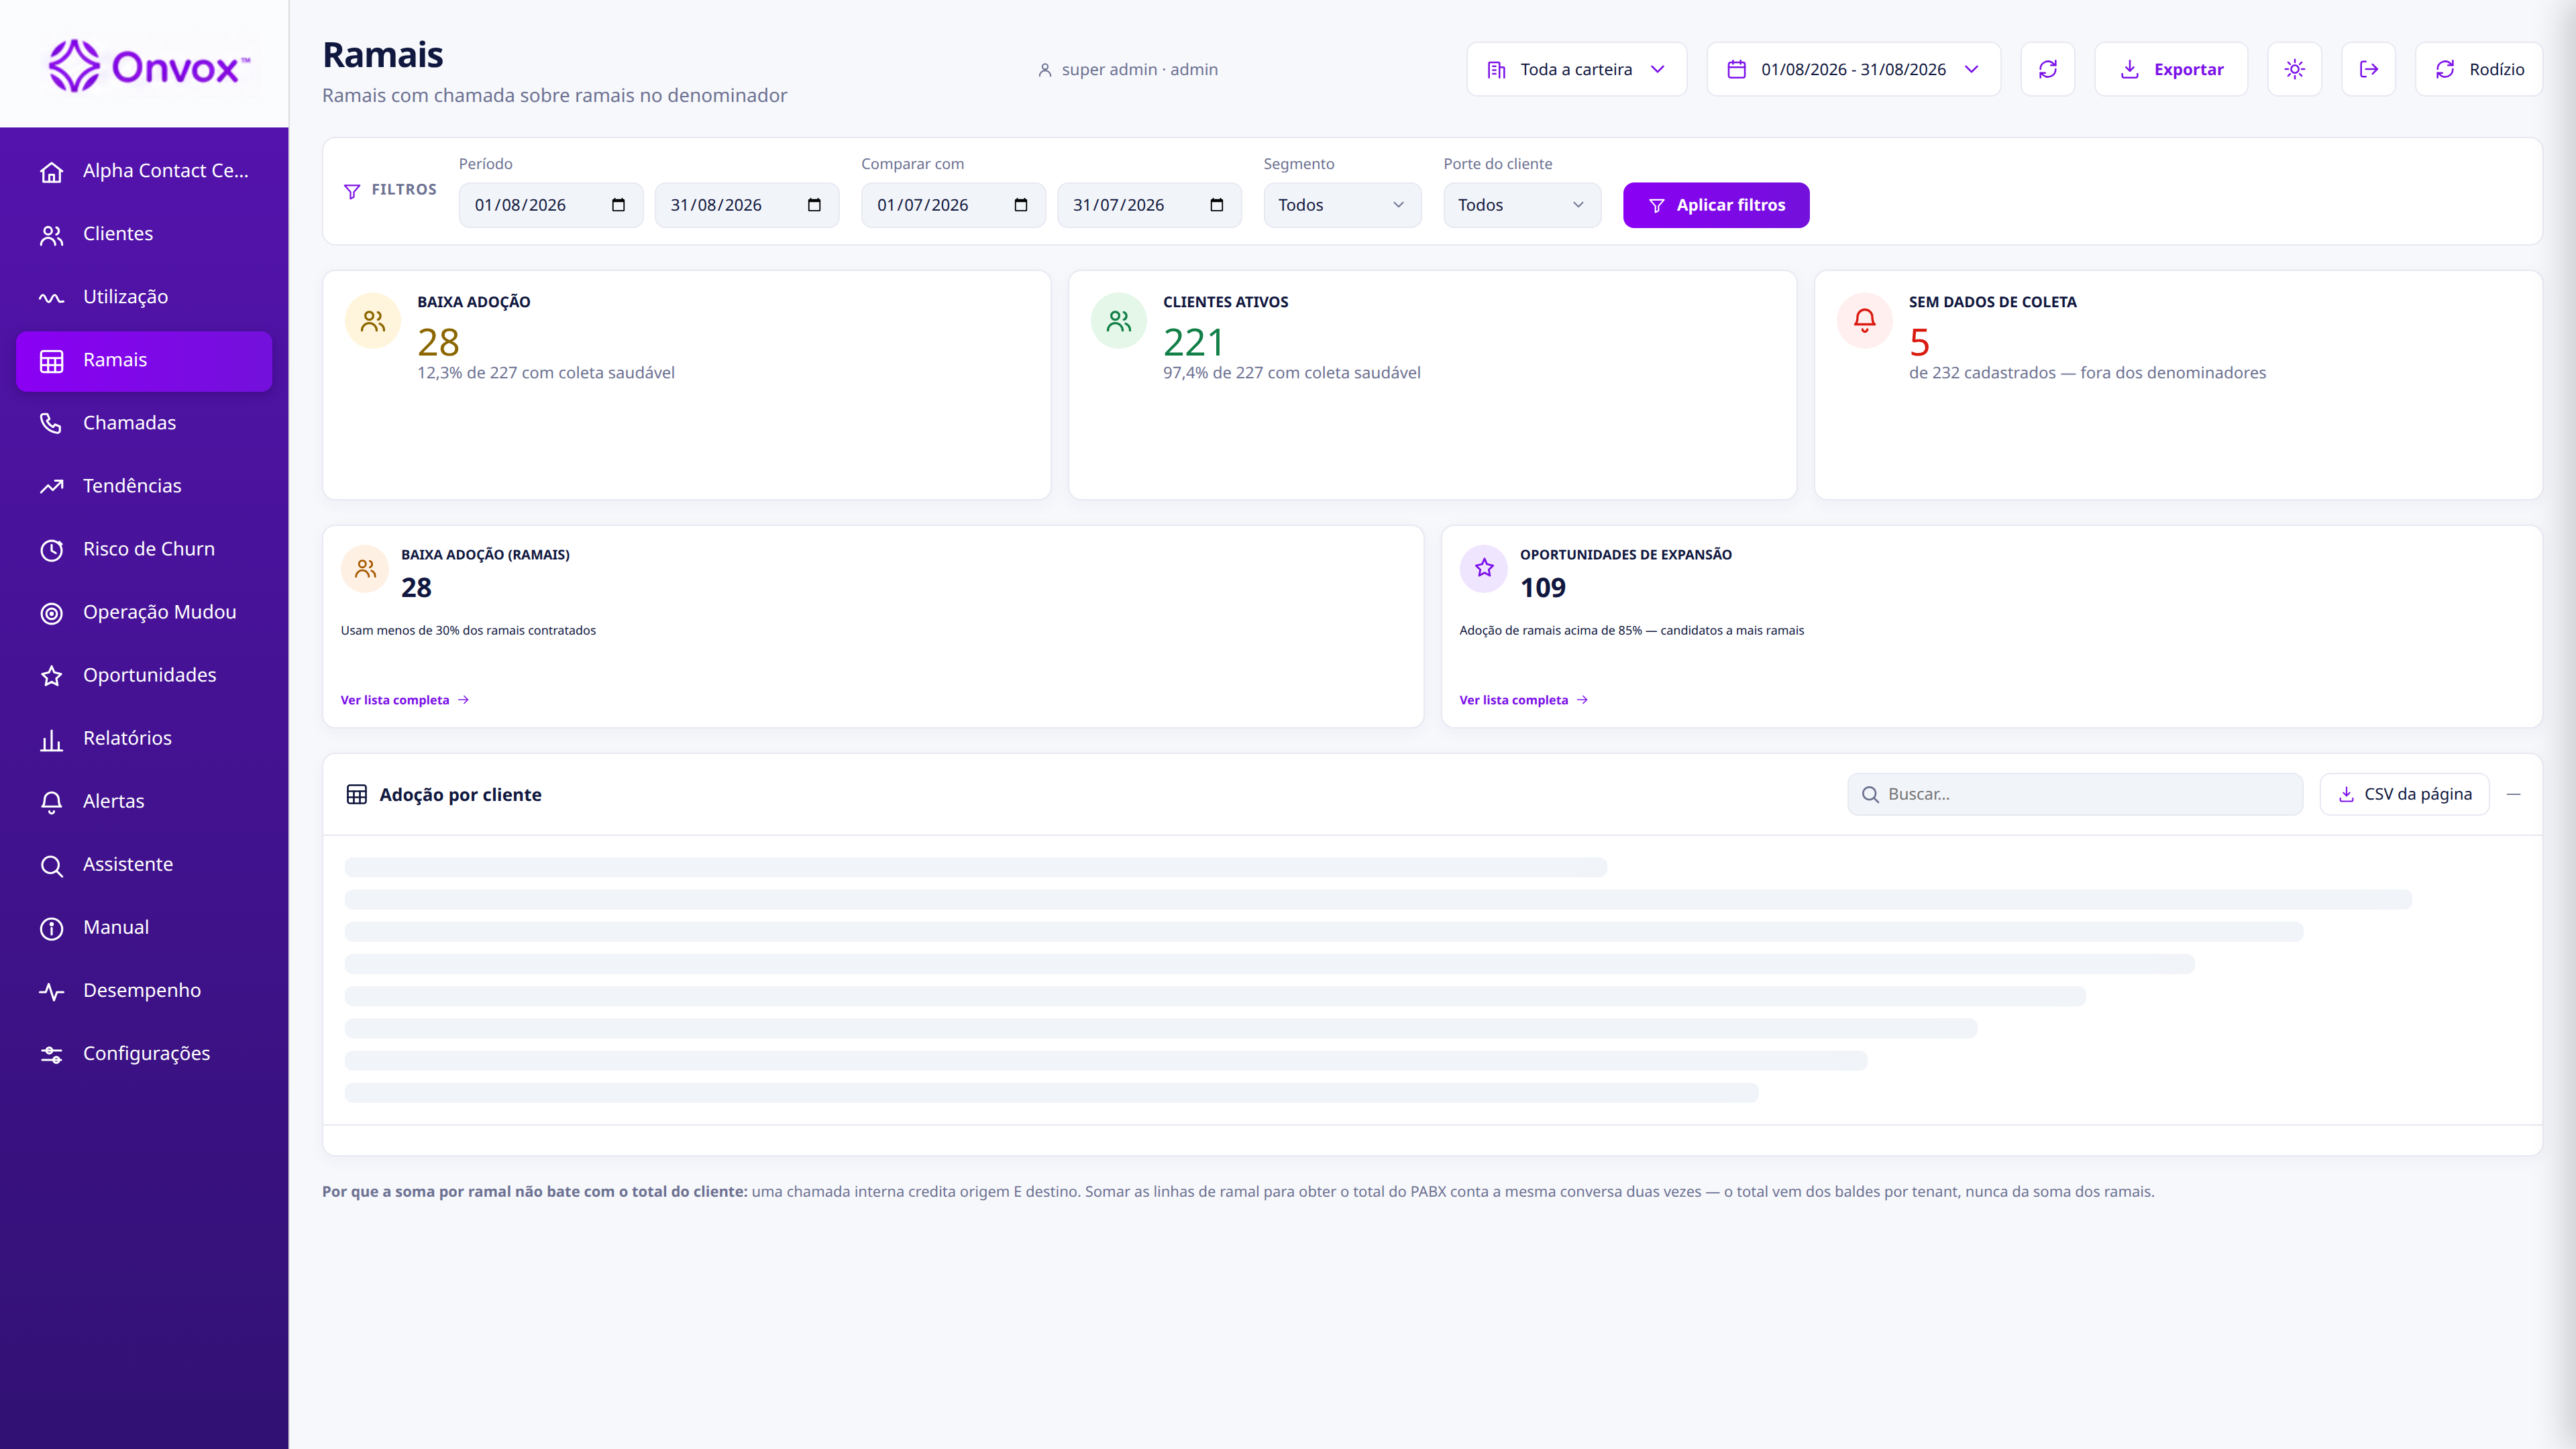 Onvox™
Alpha Contact Ce...
Clientes
Utilização
Ramais
Chamadas
Tendências
Risco de Churn
Operação Mudou
Oportunidades
Relatórios
Alertas
Assistente
Manual
Desempenho
Configurações
Ramais
Ramais com chamada sobre ramais no denominador
super admin · admin
Toda a carteira
01/08/2026 - 31/08/2026
Exportar
Rodízio
FILTROS
Período
01/08/2026
31/08/2026
Comparar com
01/07/2026
31/07/2026
Segmento
Todos
Porte do cliente
Todos
Aplicar filtros
BAIXA ADOÇÃO
28
12,3% de 227 com coleta saudável
CLIENTES ATIVOS
221
97,4% de 227 com coleta saudável
SEM DADOS DE COLETA
5
de 232 cadastrados — fora dos denominadores
BAIXA ADOÇÃO (RAMAIS)
28
Usam menos de 30% dos ramais contratados
Ver lista completa →
OPORTUNIDADES DE EXPANSÃO
109
Adoção de ramais acima de 85% — candidatos a mais ramais
Ver lista completa →
Adoção por cliente
Buscar...
CSV da página
—
Por que a soma por ramal não bate com o total do cliente: uma chamada interna credita origem E destino. Somar as linhas de ramal para obter o total do PABX conta a mesma conversa duas vezes — o total vem dos baldes por tenant, nunca da soma dos ramais.